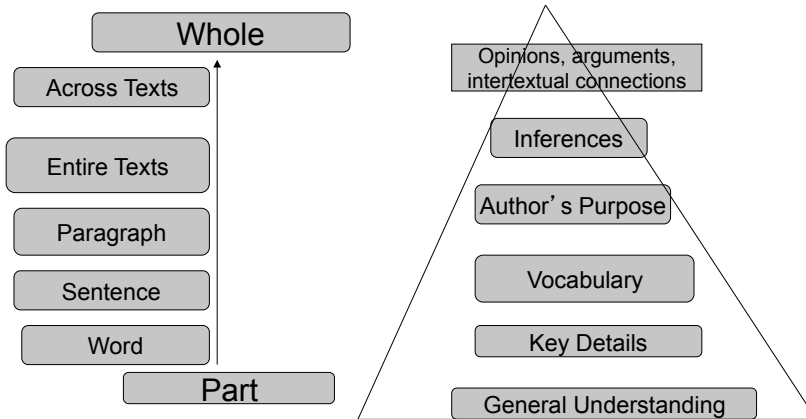 Whole
Across Texts
Entire Texts
Paragraph
Sentence
Word
Part
Opinions, arguments,
intertextual connections
Inferences
Author’s Purpose
Vocabulary
Key Details
General Understanding